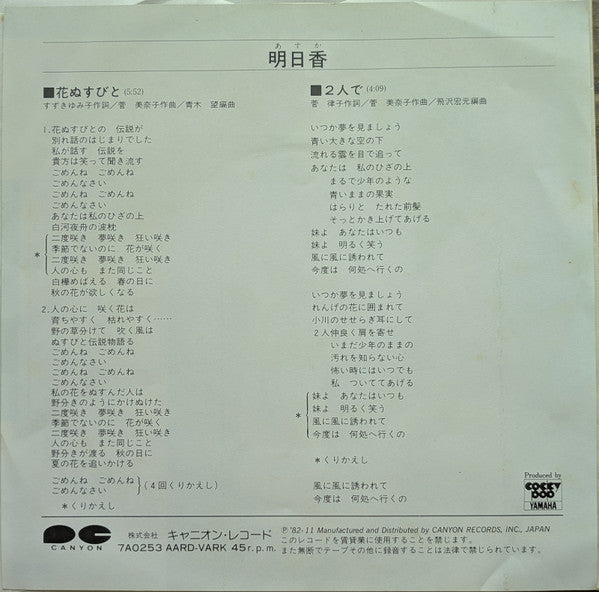 あすか
明日香
■花ぬすびと(5:52)
すずきゆみ子作詞／菅　美奈子作曲／青木　望編曲
1.花ぬすびとの　伝説が
別れ話のはじまりでした
私が話す　伝説を
貴方は笑って聞き流す
ごめんね　ごめんね
ごめんなさい
ごめんね　ごめんね
ごめんなさい
あなたは私のひざの上
白河夜舟の波枕
＊
二度咲き　夢咲き　狂い咲き
季節でないのに　花が咲く
二度咲き　夢咲き　狂い咲き
人の心も　また同じこと
白樺めばえる　春の日に
秋の花が欲しくなる
2.人の心に　咲く花は
育ちやすく　枯れやすく……
野の草分けて　吹く風は
ぬすびと伝説物語る
ごめんね　ごめんね
ごめんなさい
ごめんね　ごめんね
ごめんなさい
私の花をぬすんだ人は
野分きのようにかけぬけた
二度咲き　夢咲き　狂い咲き
季節でないのに　花が咲く
二度咲き　夢咲き　狂い咲き
人の心も　また同じこと
野分きが渡る　秋の日に
夏の花を追いかける
ごめんね　ごめんね
ごめんなさい
(4回くりかえし)
＊くりかえし
■２人で(4:09)
菅　律子作詞／菅　美奈子作曲／飛沢宏元編曲
いつか夢を見ましょう
青い大きな空の下
流れる雲を目で追って
あなたは　私のひざの上
まるで少年のような
青いままの果実
はらりと　たれた前髪
そっとかき上げてあげる
妹よ　あなたはいつも
妹よ　明るく笑う
風に風に誘われて
今度は　何処へ行くの
いつか夢を見ましょう
れんげの花に囲まれて
小川のせせらぎ耳にして
２人仲良く肩を寄せ
いまだ少年のままの
汚れを知らない心
怖い時にはいつでも
私　ついててあげる
＊
妹よ　あなたはいつも
妹よ　明るく笑う
風に風に誘われて
今度は　何処へ行くの
＊くりかえし
風に風に誘われて
今度は　何処へ行くの
Produced by
COCKY POP
YAMAHA
CANYON
株式会社　キャニオン・レコード
7A0253 AARD-VARK 45r.p.m.
Ⓟ'82-11 Manufactured and Distributed by CANYON RECORDS, INC., JAPAN
このレコードを賃貸業に使用することを禁じます。
また無断でテープその他に録音することは法律で禁じられています。